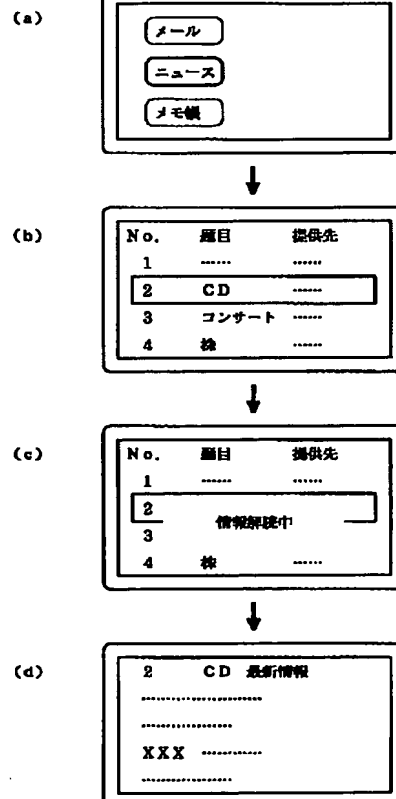 (a)
メール
ニュース
メモ帳
(b)
No. 題目 提供先
1 ...... ......
2 CD ......
3 コンサート ......
4 株 ......
(c)
No. 題目 提供先
1 ...... ......
2
情報解読中
3
4 株 ......
(d)
2 CD 最新情報
XXX